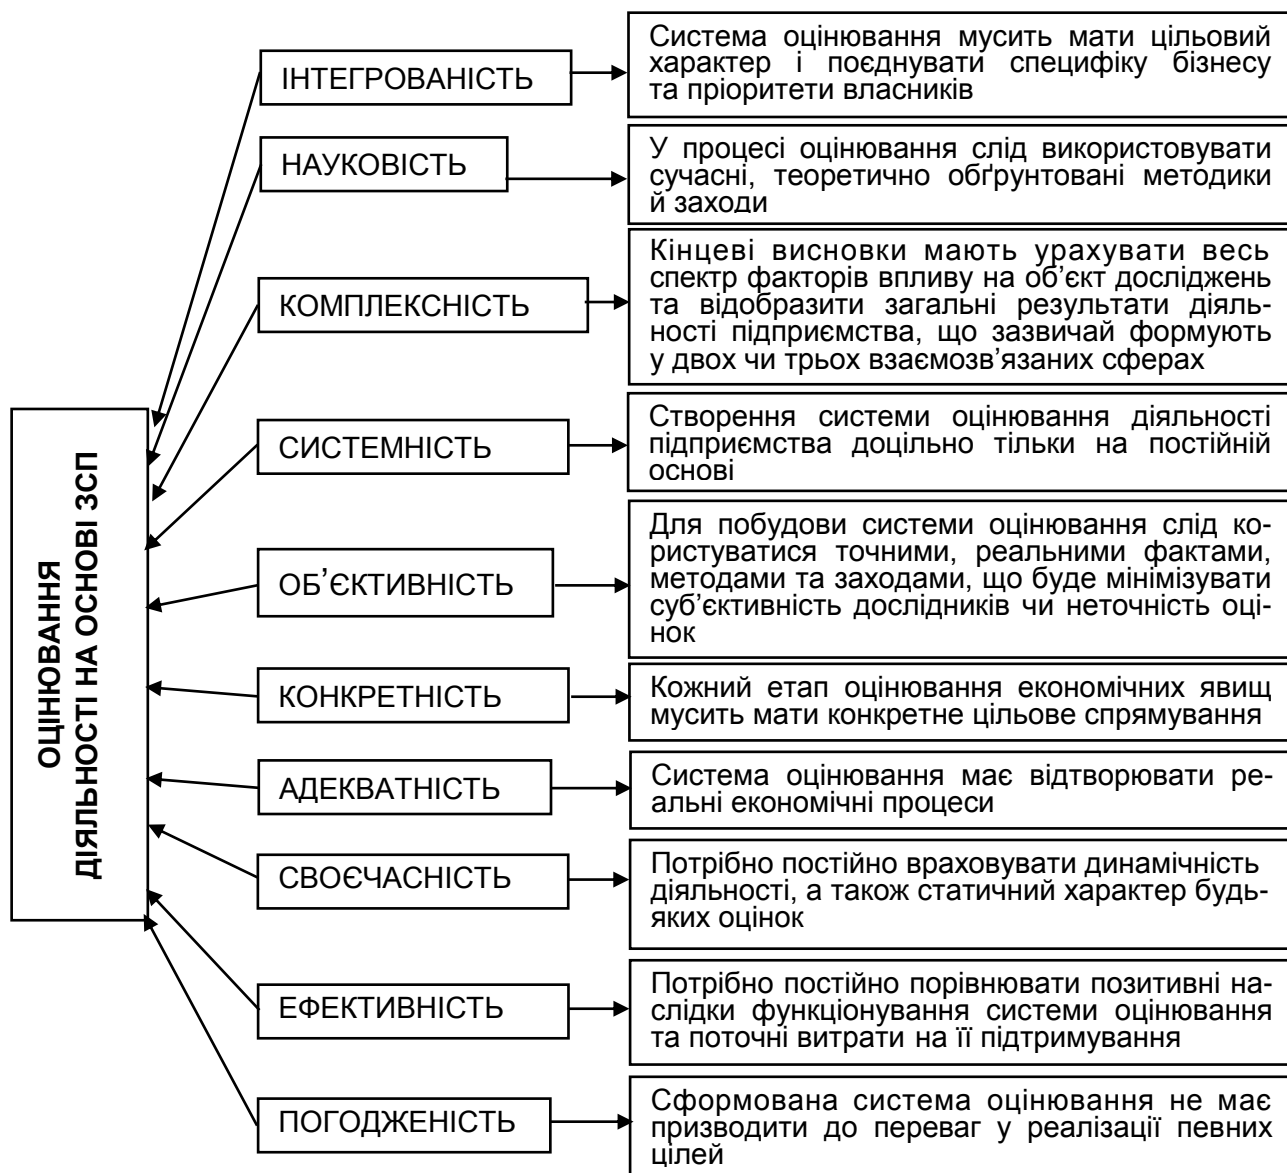 ОЦІНЮВАННЯ
ДІЯЛЬНОСТІ НА ОСНОВІ ЗСП
ІНТЕГРОВАНІСТЬ
Система оцінювання мусить мати цільовий
характер і поєднувати специфіку бізнесу
та пріоритети власників
НАУКОВІСТЬ
У процесі оцінювання слід використовувати
сучасні, теоретично обґрунтовані методики
й заходи
КОМПЛЕКСНІСТЬ
Кінцеві висновки мають урахувати весь
спектр факторів впливу на об’єкт досліджень
та відобразити загальні результати діяль-
ності підприємства, що зазвичай формують
у двох чи трьох взаємозв’язаних сферах
СИСТЕМНІСТЬ
Створення системи оцінювання діяльності
підприємства доцільно тільки на постійній
основі
ОБ’ЄКТИВНІСТЬ
Для побудови системи оцінювання слід ко-
ристуватися точними, реальними фактами,
методами та заходами, що буде мінімізувати
суб’єктивність дослідників чи неточність оці-
нок
КОНКРЕТНІСТЬ
Кожний етап оцінювання економічних явищ
мусить мати конкретне цільове спрямування
АДЕКВАТНІСТЬ
Система оцінювання має відтворювати ре-
альні економічні процеси
СВОЄЧАСНІСТЬ
Потрібно постійно враховувати динамічність
діяльності, а також статичний характер будь-
яких оцінок
ЕФЕКТИВНІСТЬ
Потрібно постійно порівнювати позитивні на-
слідки функціонування системи оцінювання
та поточні витрати на її підтримування
ПОГОДЖЕНІСТЬ
Сформована система оцінювання не має
призводити до переваг у реалізації певних
цілей